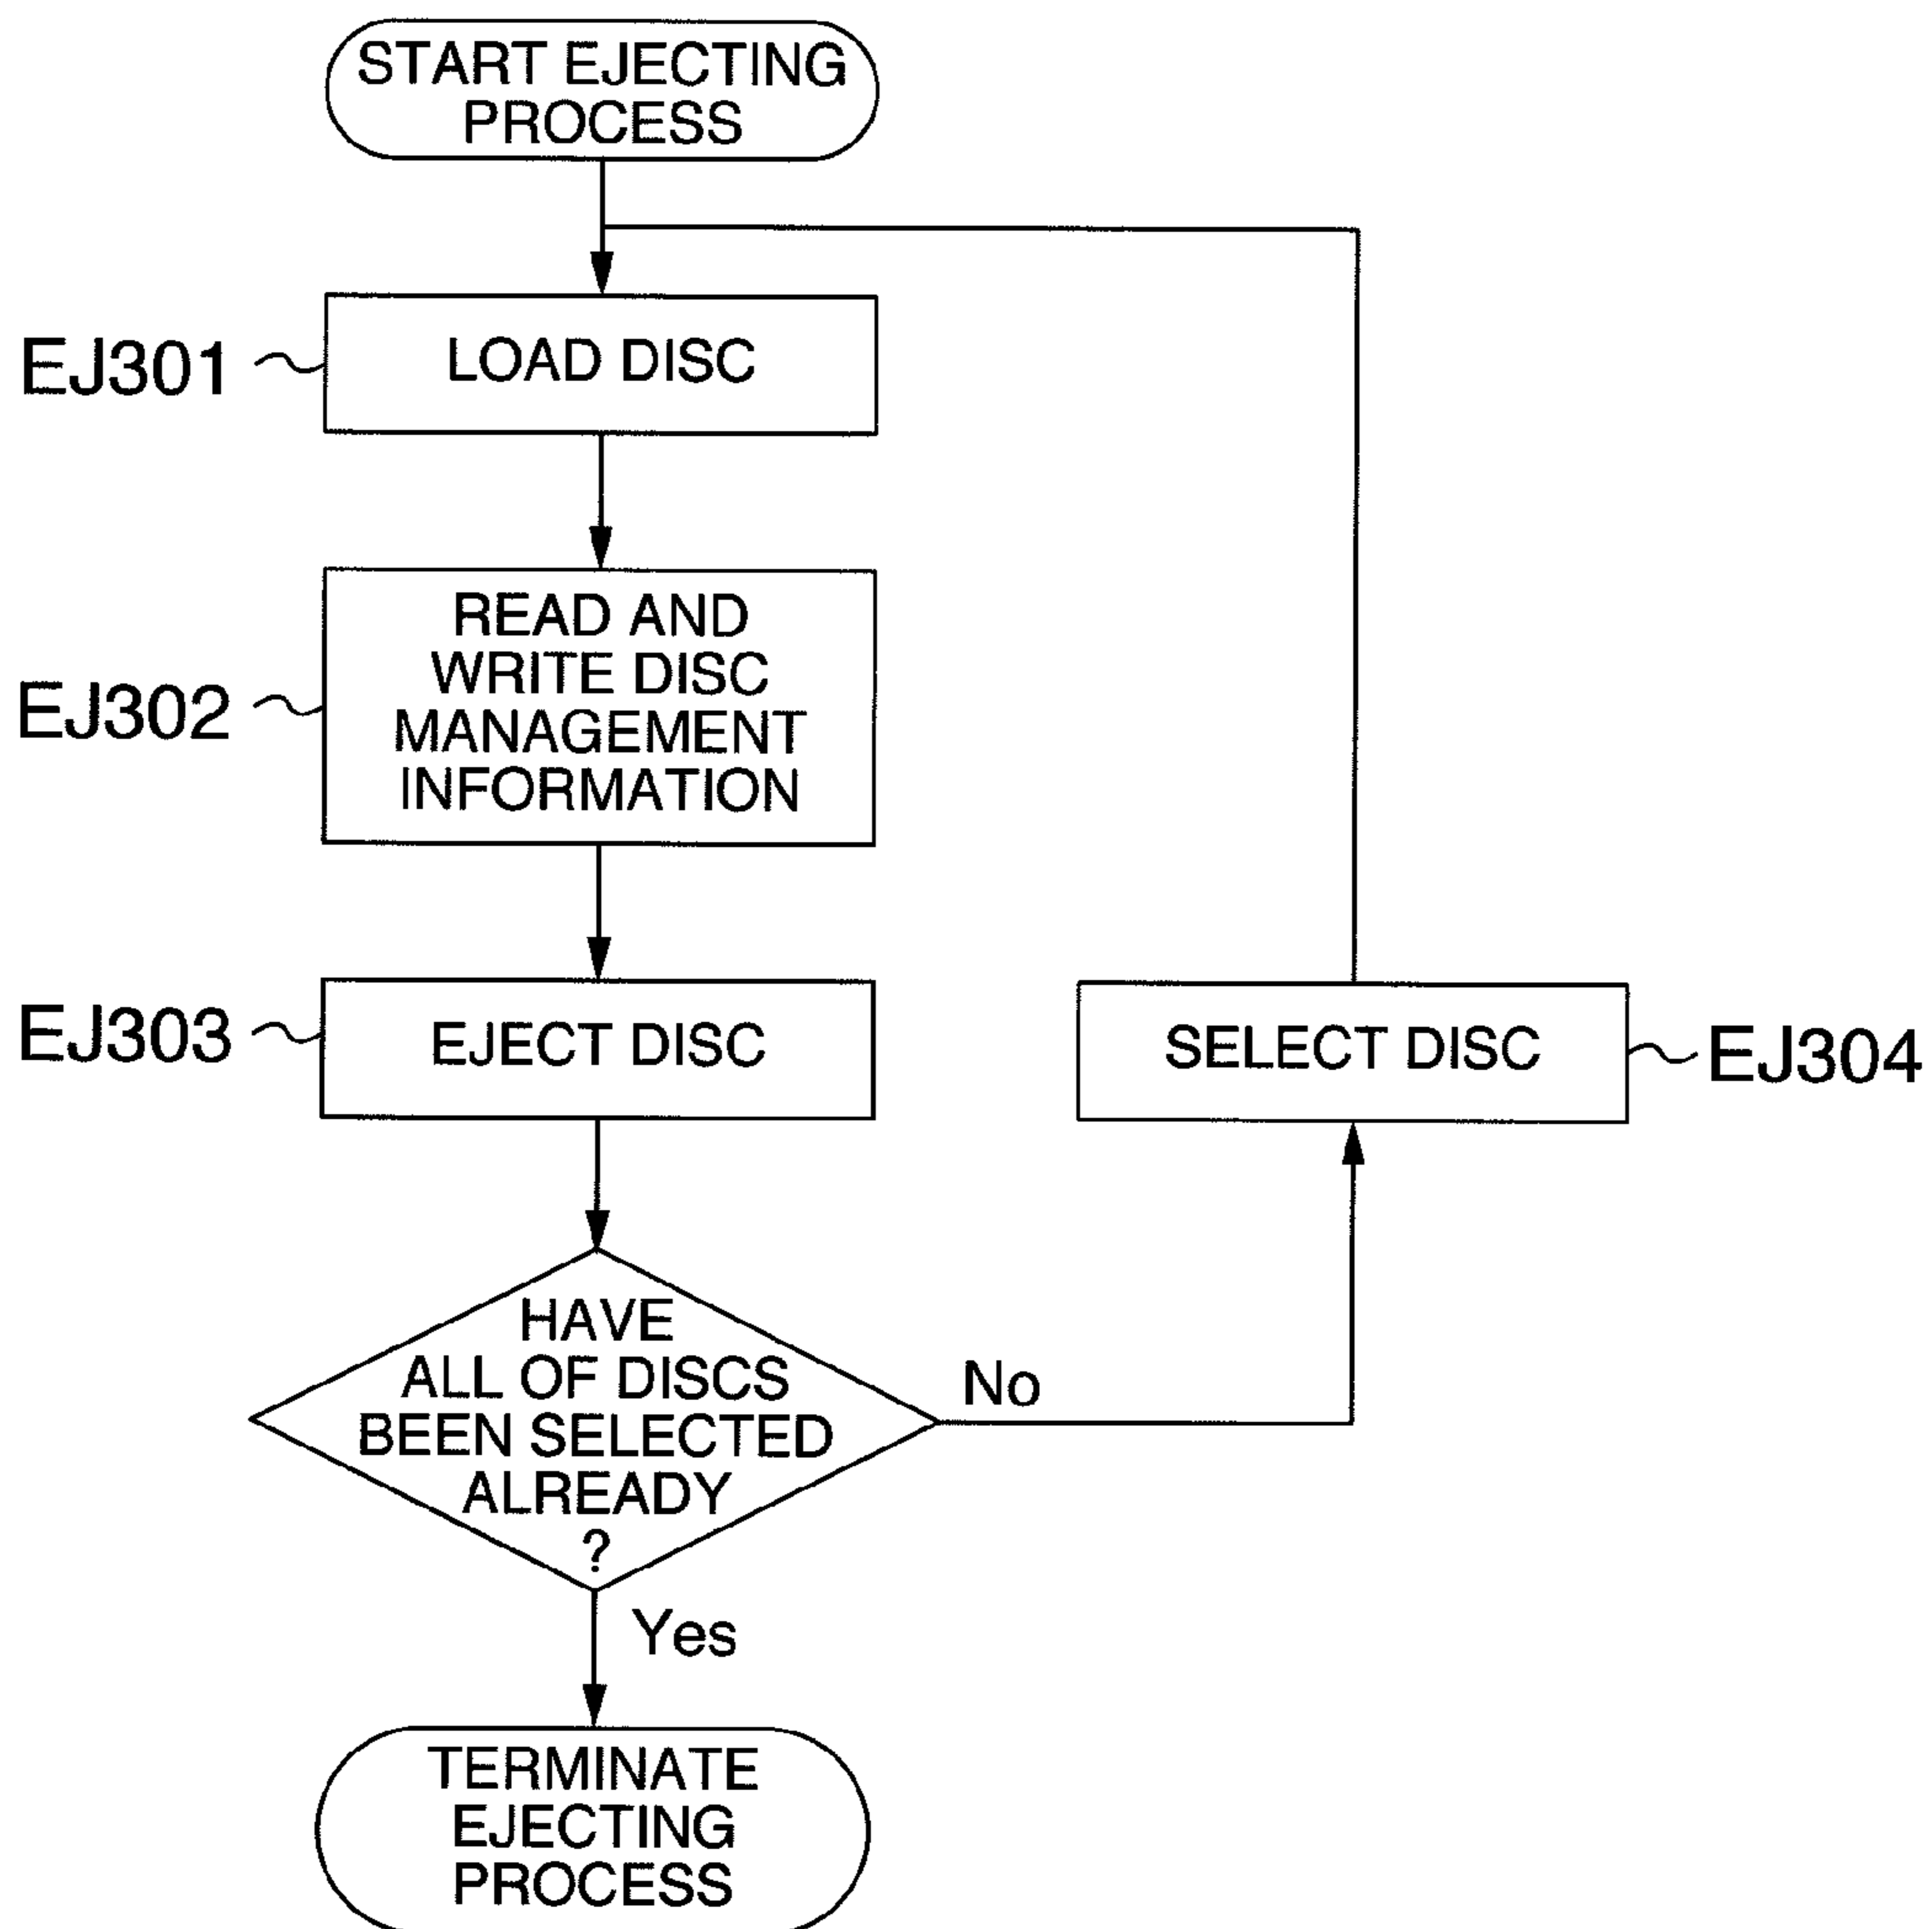 START EJECTING
PROCESS
EJ301
LOAD DISC
EJ302
READ AND
WRITE DISC
MANAGEMENT
INFORMATION
EJ303
EJECT DISC
SELECT DISC
EJ304
HAVE
ALL OF DISCS
BEEN SELECTED
ALREADY
?
No
Yes
TERMINATE
EJECTING
PROCESS